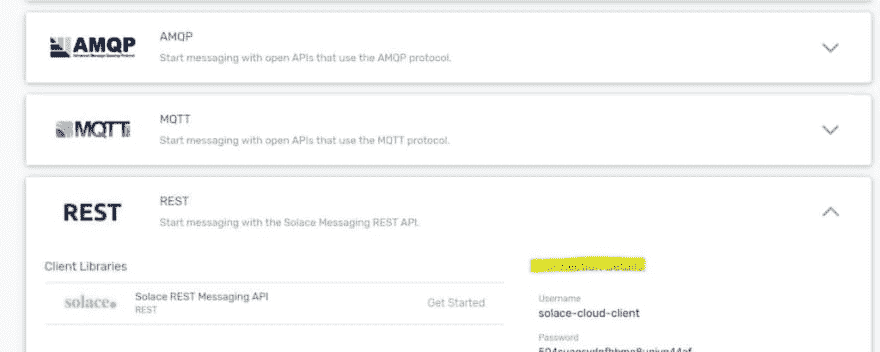 AMQP
AMQP
Start messaging with open APIs that use the AMQP protocol.
MQTT
MQTT
Start messaging with open APIs that use the MQTT protocol.
REST
REST
Start messaging with the Solace Messaging REST API.
Client Libraries
solace.
Solace REST Messaging API
REST
Get Started
Username
solace-cloud-client
Password